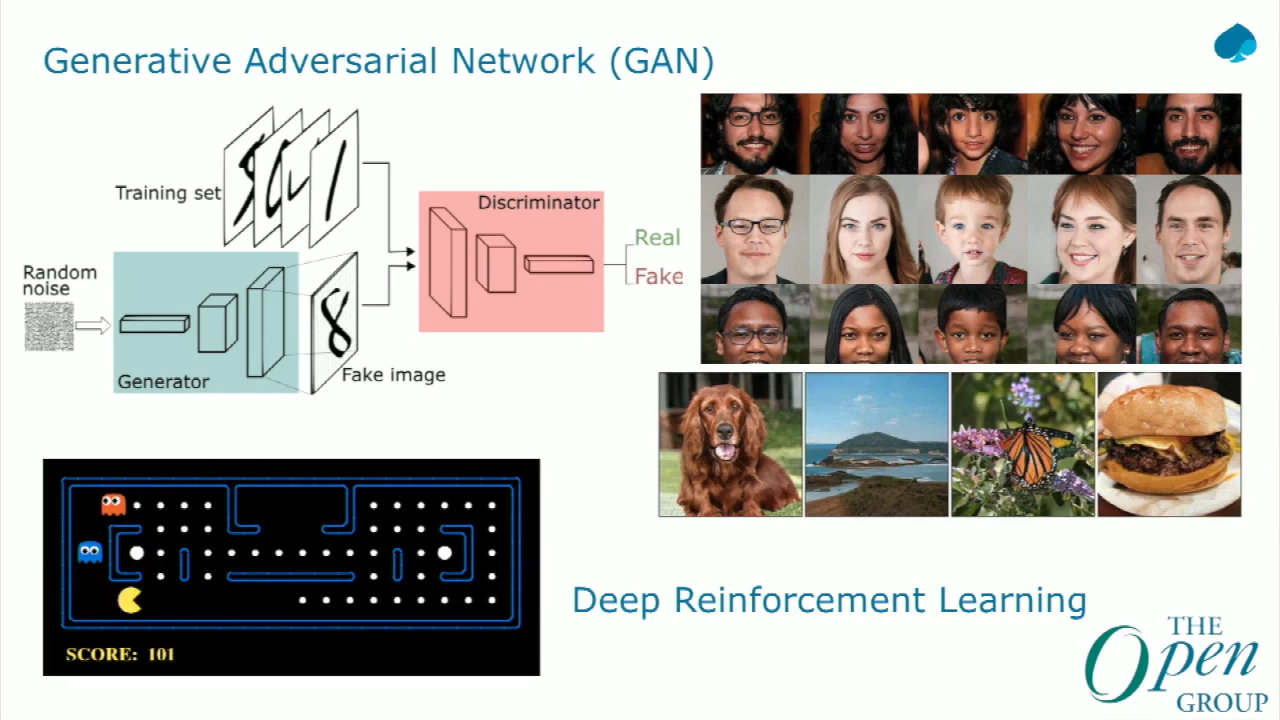 Generative Adversarial Network (GAN)
Training set
Discriminator
Real
Fake
Random
noise
Generator
Fake image
8
SCORE: 101
Deep Reinforcement Learning
THE
Open
GROUP